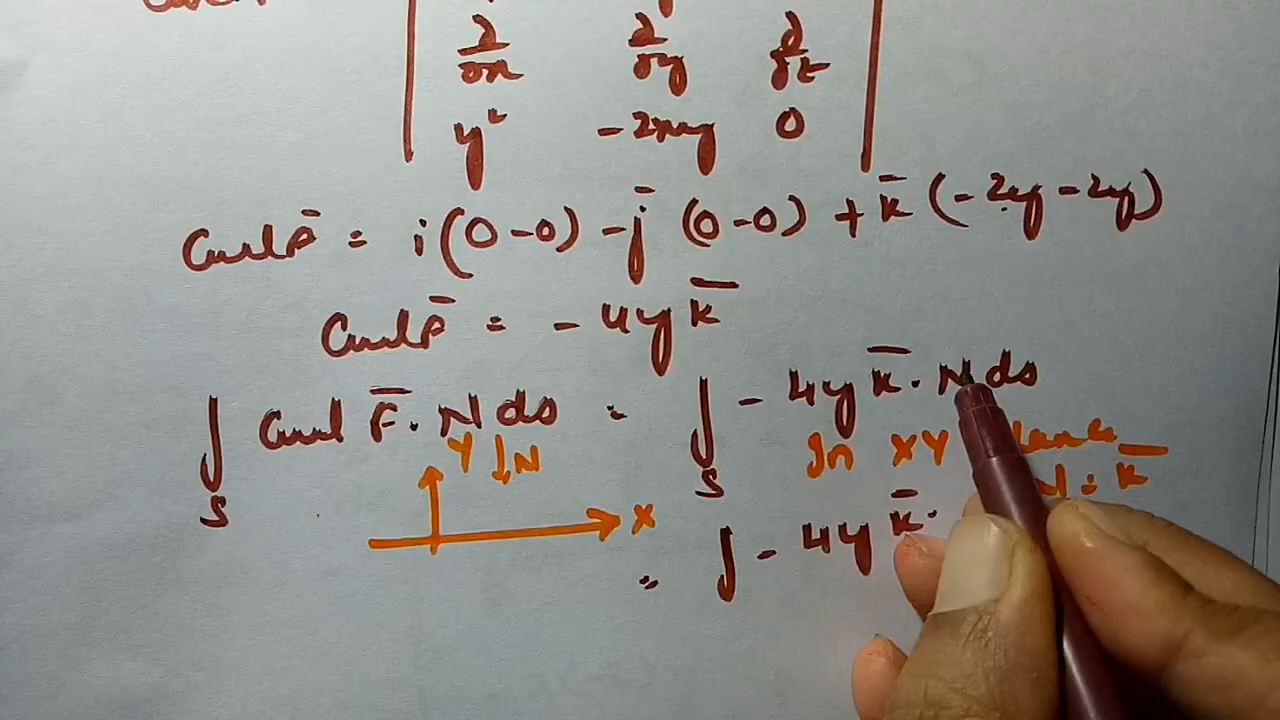 ∂/∂x ∂/∂y ∂/∂z
y² -2xy 0
Curl F̄ = i(0-0) - j̄ (0-0) + k̄ (-2y-2y)
Curl F̄ = -4y k̄
∫S Curl F̄. N ds = ∫S - 4y k̄. N ds
Y ↓N In XY
X N = k̄
= ∫ - 4y k̄.